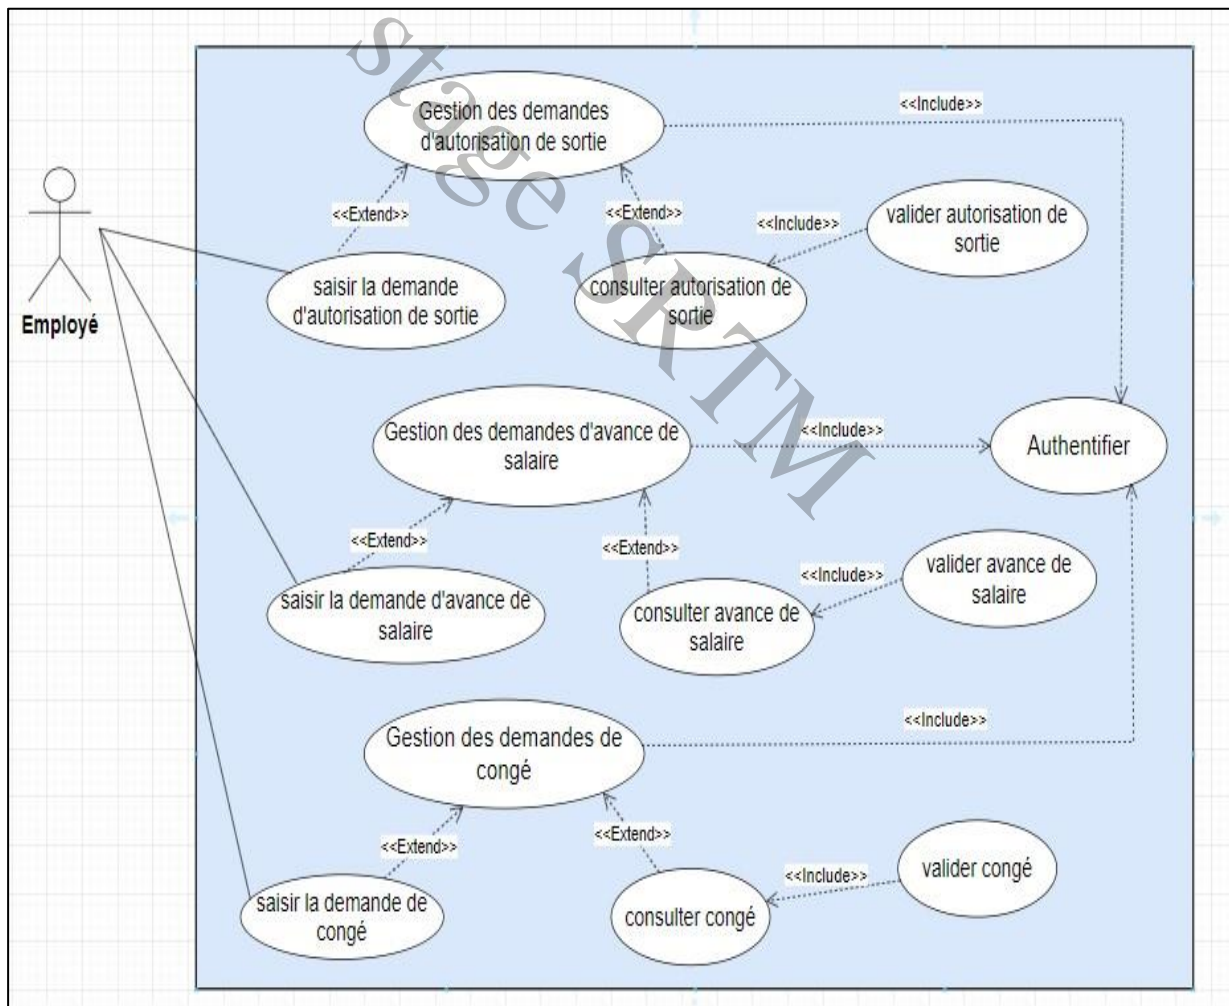 Gestion des demandes
d'autorisation de sortie
<<Include>>
<<Extend>>
<<Extend>>
<<Include>>
valider autorisation de
sortie
saisir la demande
d'autorisation de sortie
consulter autorisation de
sortie
Employé
Gestion des demandes d'avance de
salaire
<<Include>>
Authentifier
<<Extend>>
<<Extend>>
<<Include>>
valider avance de
salaire
saisir la demande d'avance de
salaire
consulter avance de
salaire
Gestion des demandes de
congé
<<Include>>
<<Extend>>
<<Extend>>
<<Include>>
valider congé
saisir la demande de
congé
consulter congé
stage SRTM